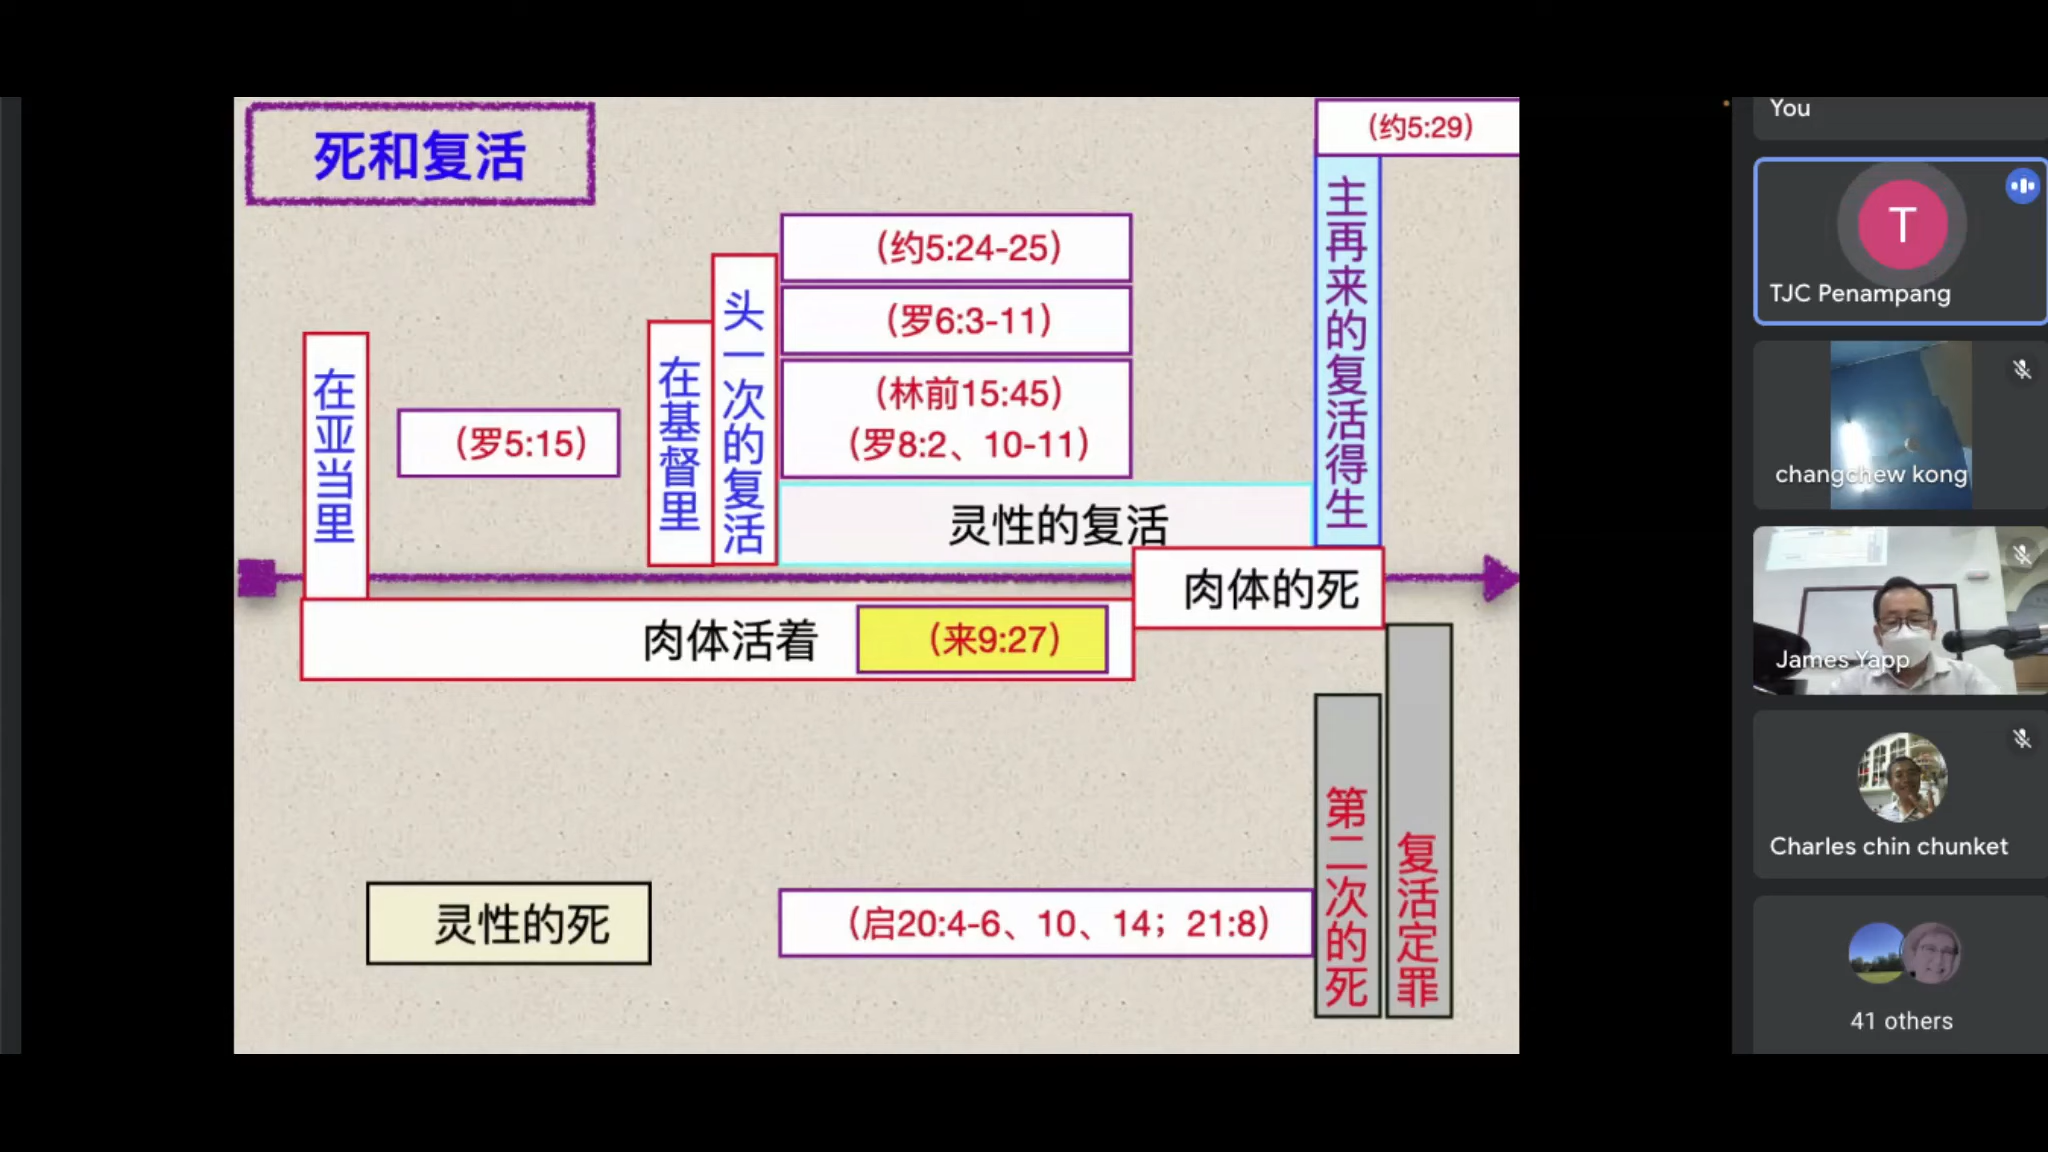 死和复活
(约5:29)
主再来的复活得生
(约5:24-25)
(罗6:3-11)
(林前15:45)
(罗8:2、10-11)
头一次的复活
在基督里
(罗5:15)
在亚当里
灵性的复活
肉体的死
肉体活着
(来9:27)
灵性的死
(启20:4-6、10、14；21:8)
第二次的死
复活定罪
You
T
TJC Penampang
changchew kong
James Yapp
Charles chin chunket
41 others